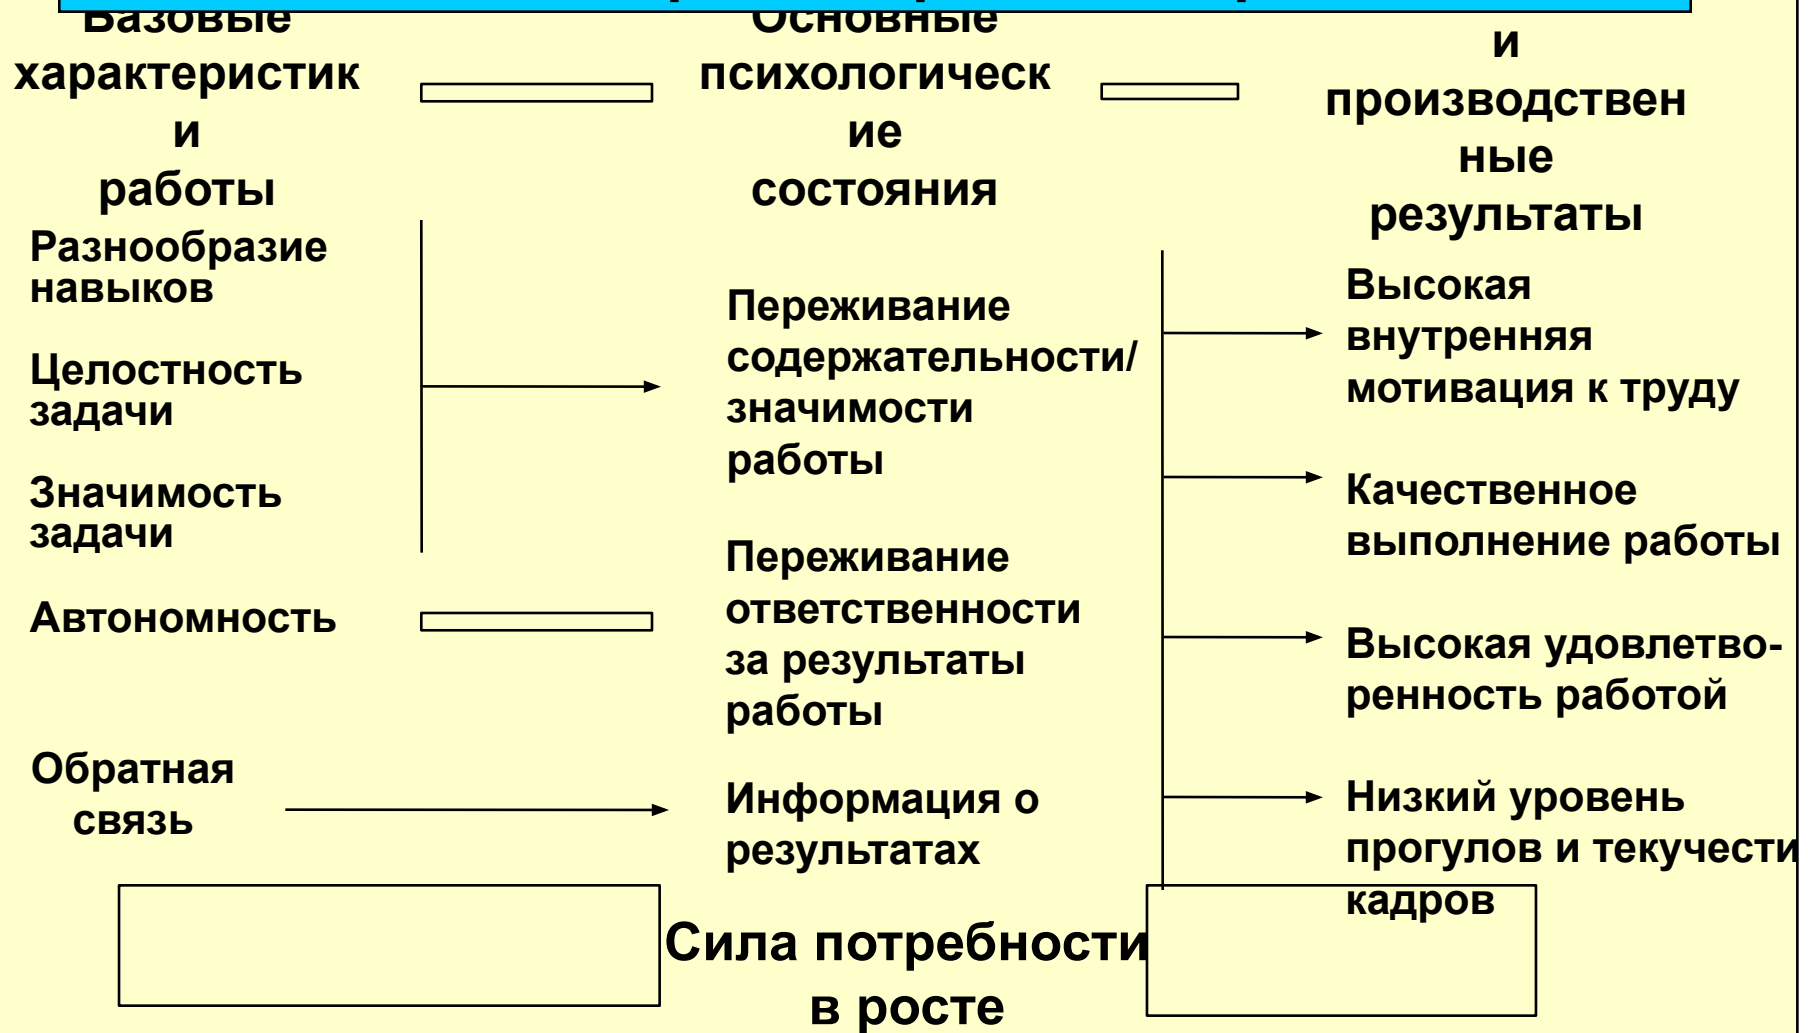 Базовые
характеристик
и
работы
Основные
психологическ
ие
состояния
и
производствен
ные
результаты
Разнообразие
навыков
Целостность
задачи
Значимость
задачи
Автономность
Обратная
связь
Переживание
содержательности/
значимости
работы
Переживание
ответственности
за результаты
работы
Информация о
результатах
Высокая
внутренняя
мотивация к труду
Качественное
выполнение работы
Высокая удовлетво-
ренность работой
Низкий уровень
прогулов и текучести
кадров
Сила потребности
в росте